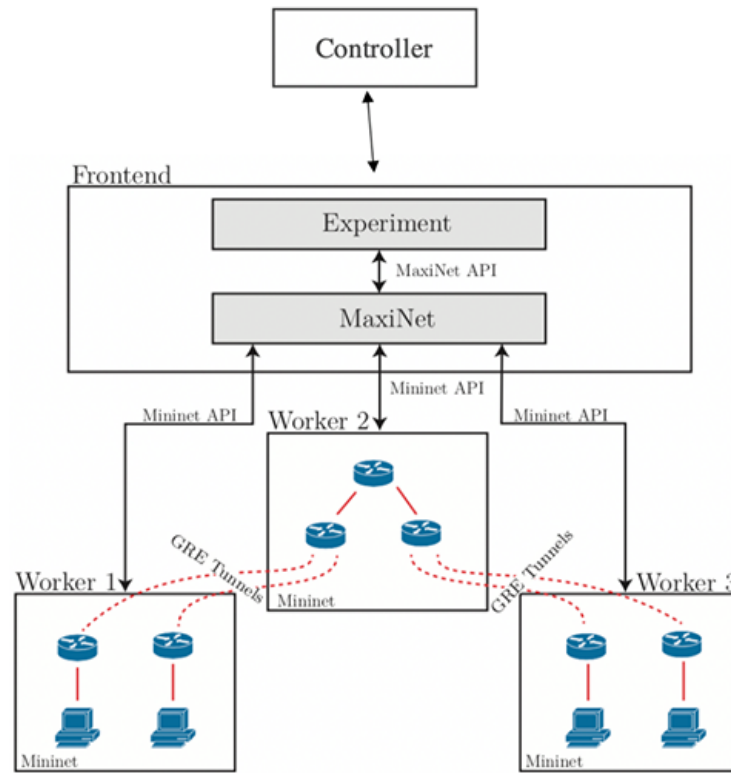 Controller
Frontend
Experiment
MaxiNet API
MaxiNet
Mininet API
Mininet API
Mininet API
Worker 2
GRE Tunnels
GRE Tunnels
Worker 1
Mininet
Worker 3
Mininet
Mininet